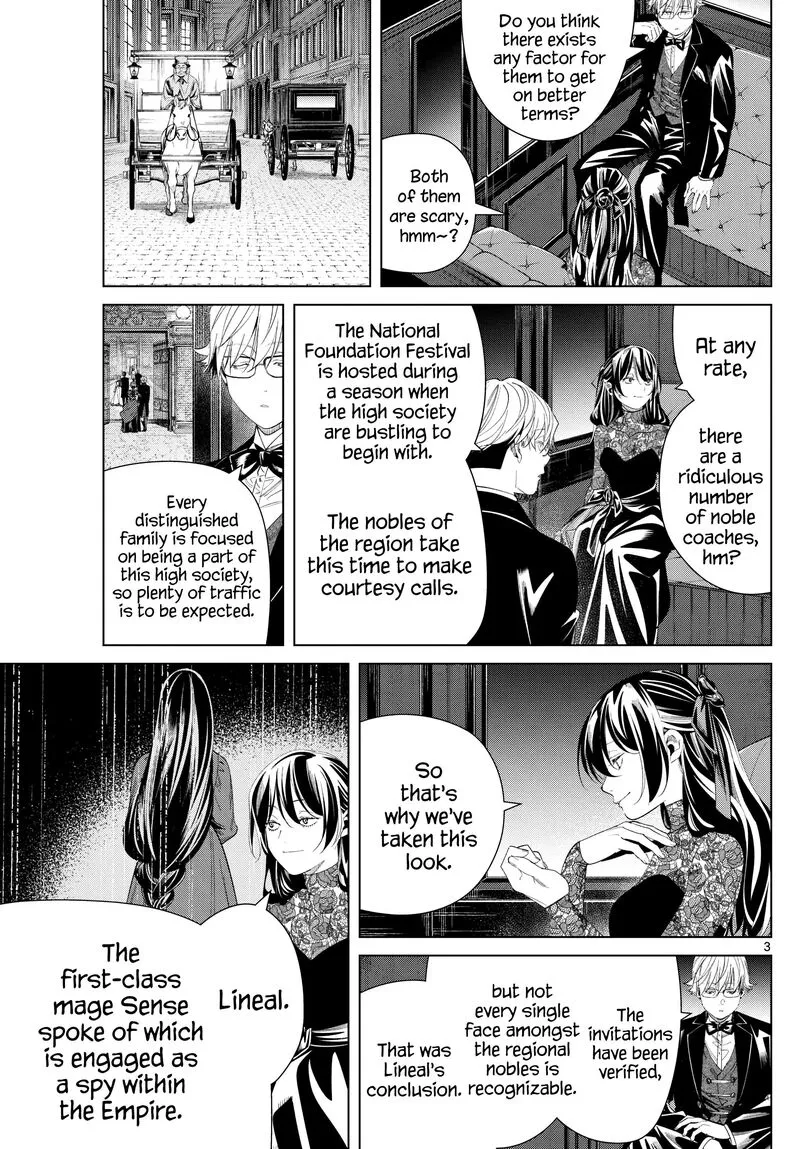 Do you think
there exists
any factor for
them to get
on better
terms?
Both
of them
are scary,
hmm~?
At any
rate,
there are a
ridiculous
number of
noble
coaches,
hm?
The National
Foundation Festival
is hosted during
a season when
the high society
are bustling to
begin with.
The nobles of
the region take
this time to make
courtesy calls.
Every
distinguished
family is focused
on being a part of
this high society,
so plenty of traffic
is to be expected.
So
that's
why we've
taken this
look.
3
The
invitations
have been
verified,
but not
every single
face amongst
the regional
nobles is
recognizable.
That was
Lineal's
conclusion.
Lineal.
The
first-class
mage Sense
spoke of which
is engaged as
a spy within
the Empire.